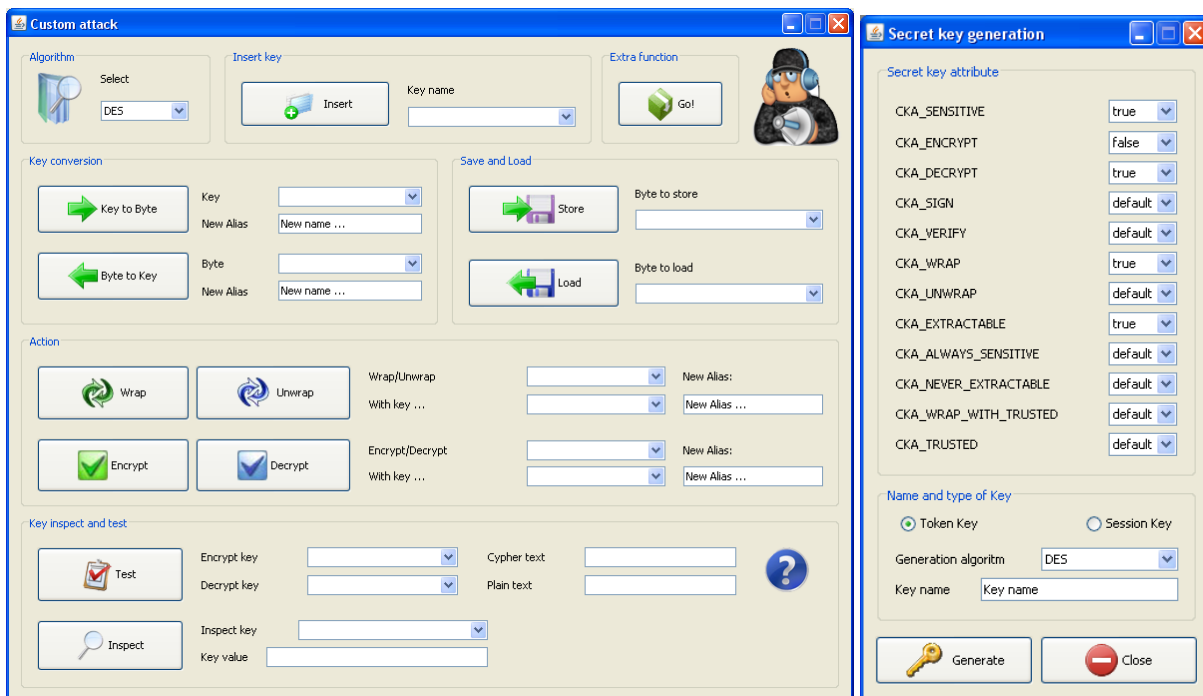 Custom attack
Algorithm
Select
DES
Insert key
Insert
Key name
Extra function
Go!
Key conversion
Key to Byte
Key
New Alias
New name ...
Byte to Key
Byte
New Alias
New name ...
Save and Load
Store
Byte to store
Load
Byte to load
Action
Wrap
Unwrap
Wrap/Unwrap
New Alias:
With key ...
New Alias ...
Encrypt
Decrypt
Encrypt/Decrypt
New Alias:
With key ...
New Alias ...
Key inspect and test
Test
Encrypt key
Cypher text
Decrypt key
Plain text
?
Inspect
Inspect key
Key value
Secret key generation
Secret key attribute
CKA_SENSITIVE true
CKA_ENCRYPT false
CKA_DECRYPT true
CKA_SIGN default
CKA_VERIFY default
CKA_WRAP true
CKA_UNWRAP default
CKA_EXTRACTABLE true
CKA_ALWAYS_SENSITIVE default
CKA_NEVER_EXTRACTABLE default
CKA_WRAP_WITH_TRUSTED default
CKA_TRUSTED default
Name and type of Key
Token Key
Session Key
Generation algoritm DES
Key name Key name
Generate
Close